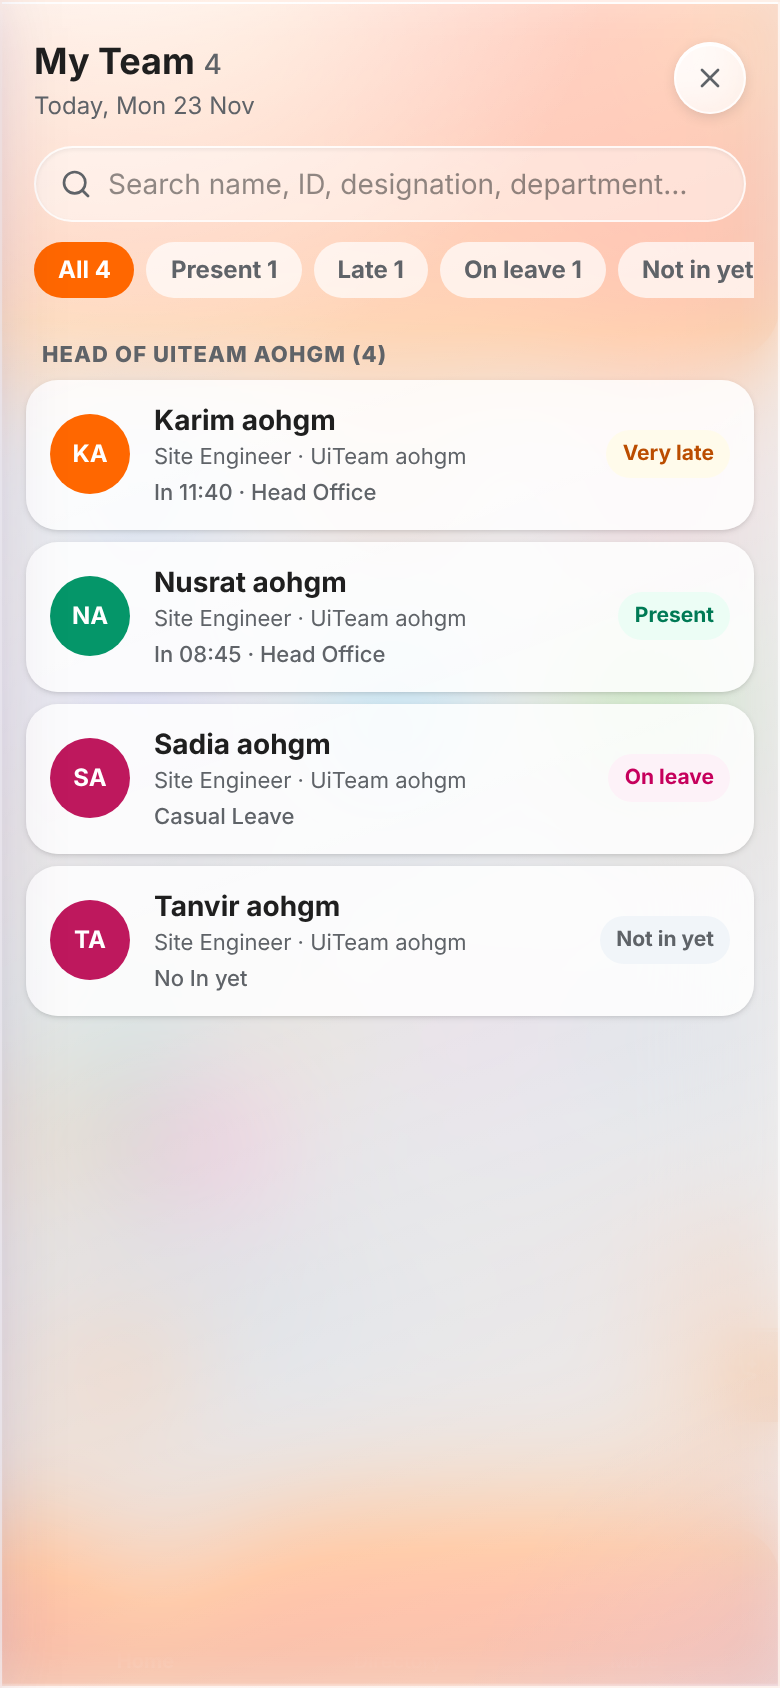 My Team 4
Today, Mon 23 Nov
Search name, ID, designation, department...
All 4
Present 1
Late 1
On leave 1
Not in yet
HEAD OF UITEAM AOHGM (4)
KA
Karim aohgm
Site Engineer · UiTeam aohgm
In 11:40 · Head Office
Very late
NA
Nusrat aohgm
Site Engineer · UiTeam aohgm
In 08:45 · Head Office
Present
SA
Sadia aohgm
Site Engineer · UiTeam aohgm
Casual Leave
On leave
TA
Tanvir aohgm
Site Engineer · UiTeam aohgm
No In yet
Not in yet